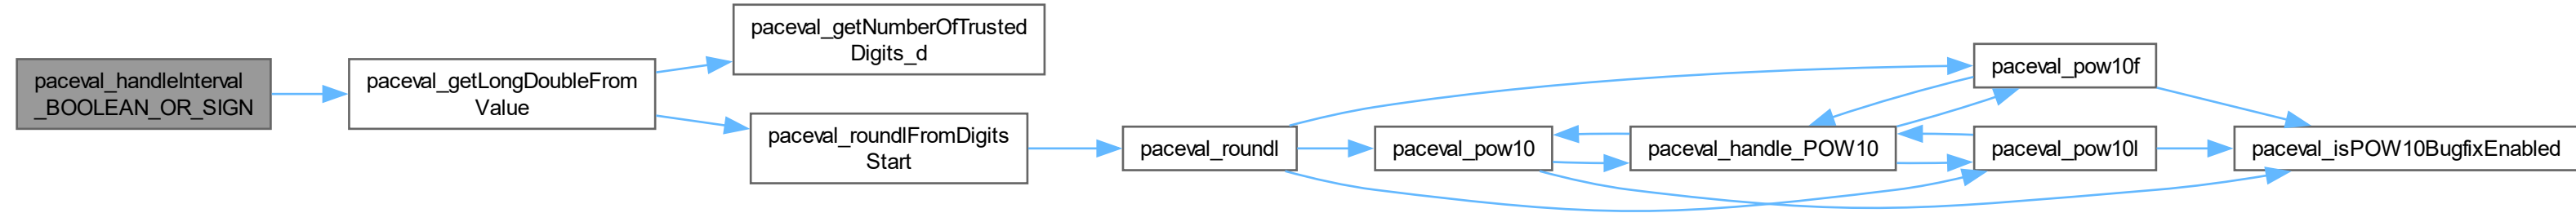 paceval_handleInterval
_BOOLEAN_OR_SIGN
paceval_getLongDoubleFrom
Value
paceval_getNumberOfTrusted
Digits_d
paceval_roundlFromDigits
Start
paceval_roundl
paceval_pow10
paceval_handle_POW10
paceval_pow10f
paceval_pow10l
paceval_isPOW10BugfixEnabled